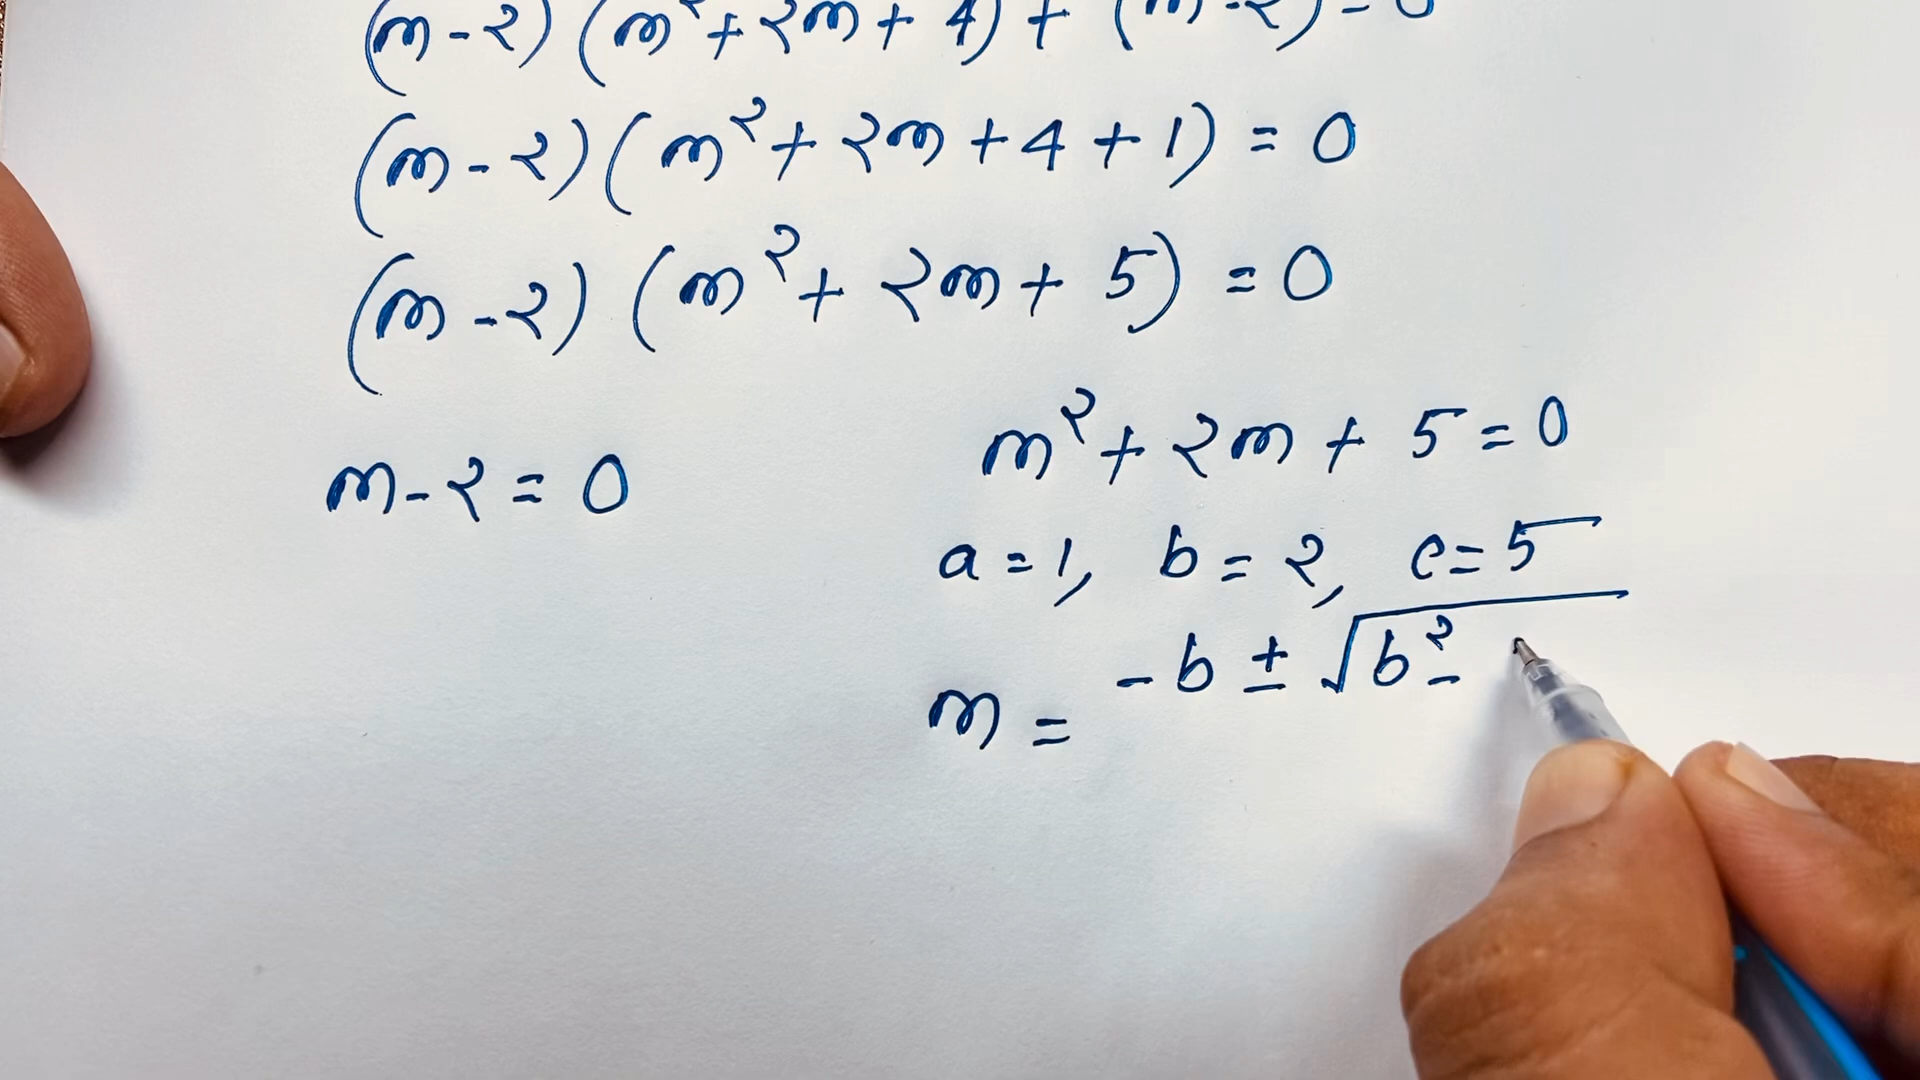 (m-2)(m²+2m+4)+(m-2)=0
(m-2)(m²+2m+4+1)=0
(m-2)(m²+2m+5)=0
m-2=0
m²+2m+5=0
a=1, b=2, c=5
m = -b±√b²-